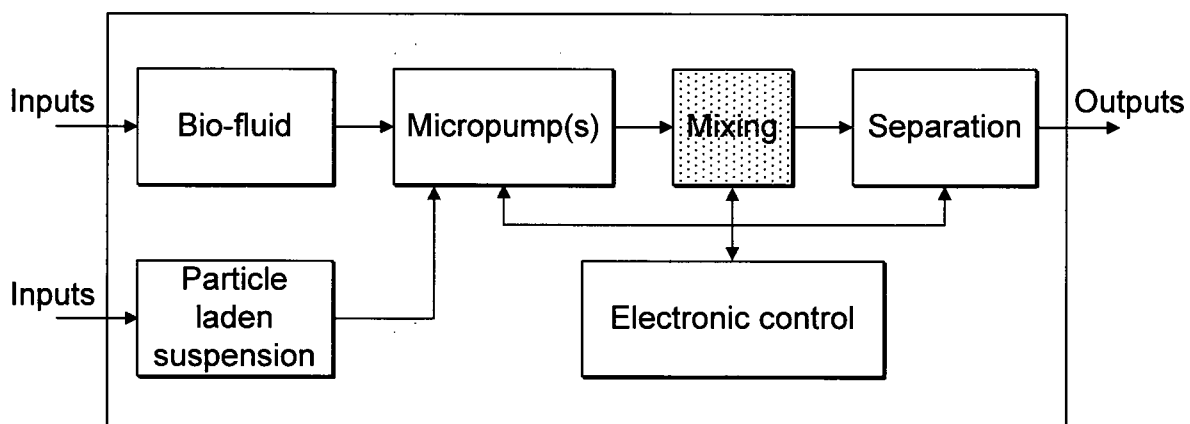 Inputs
Bio-fluid
Micropump(s)
Mixing
Separation
Outputs
Inputs
Particle
laden
suspension
Electronic control